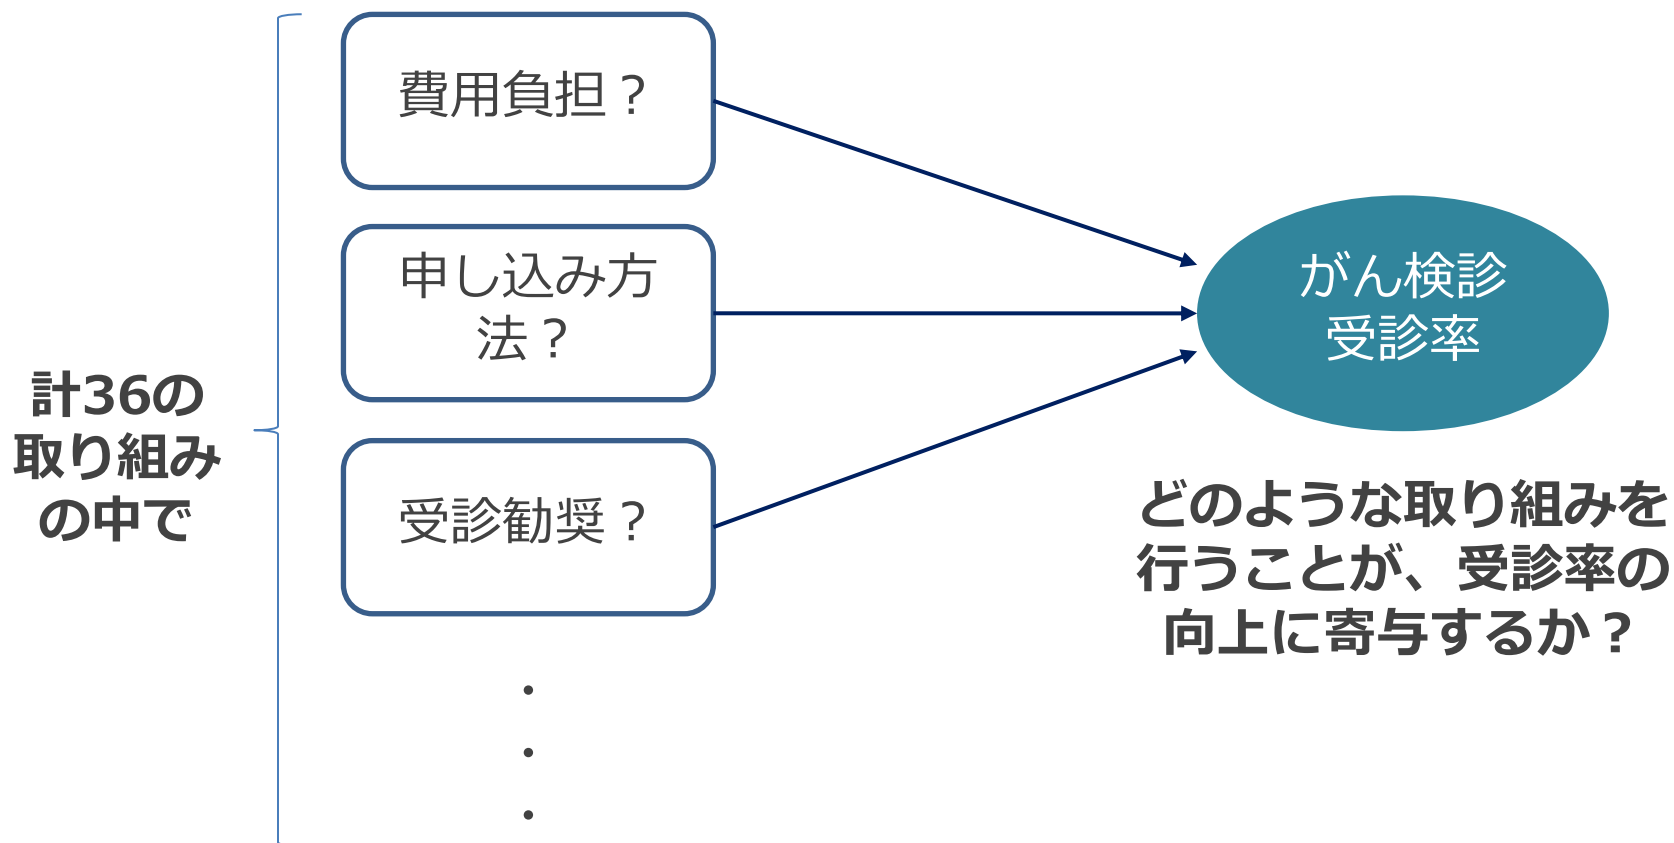 計36の
取り組み
の中で
費用負担？
申し込み方
法？
受診勧奨？
・
・
・
がん検診
受診率
どのような取り組みを
行うことが、受診率の
向上に寄与するか？